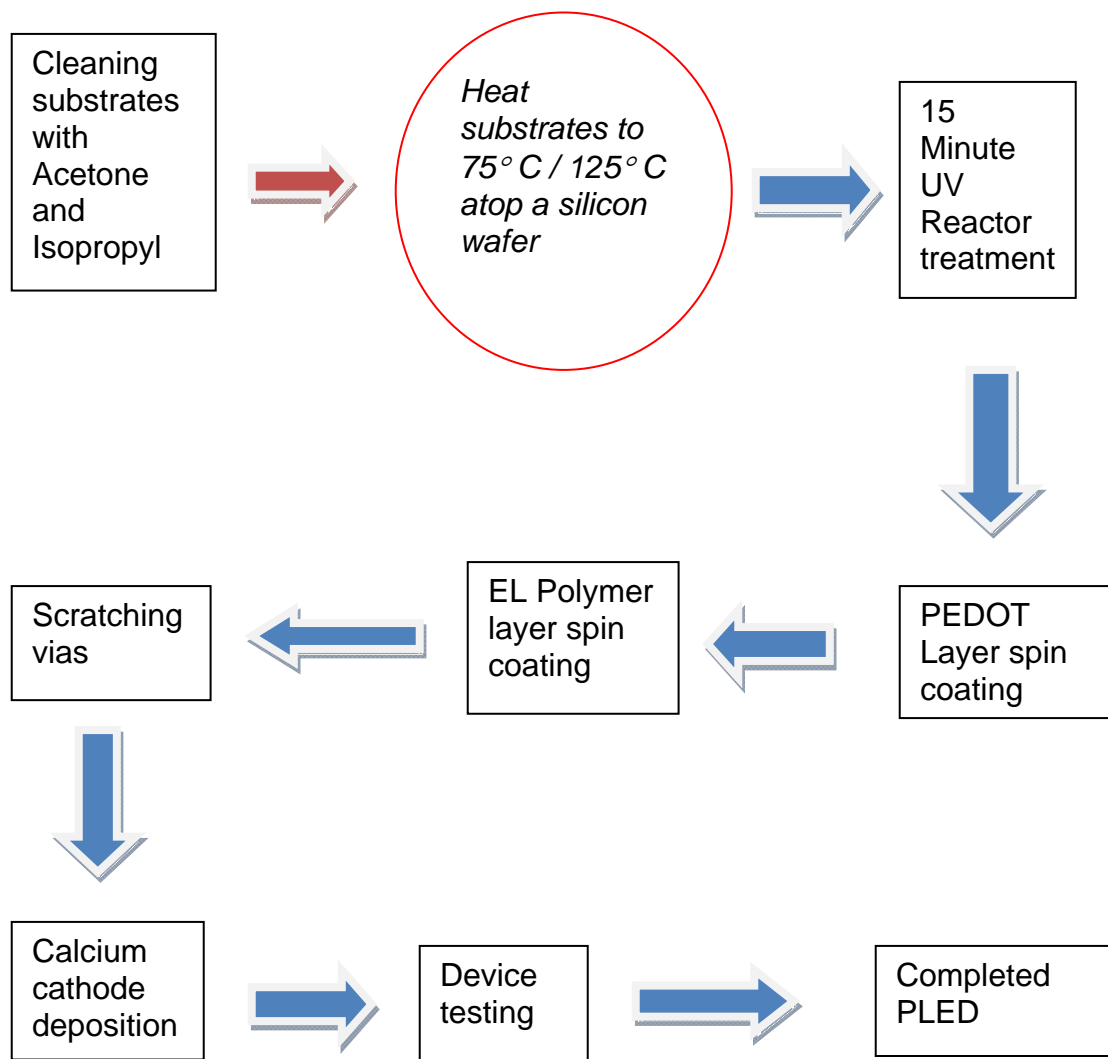 Cleaning
substrates
with
Acetone
and
Isopropyl
Heat
substrates to
75° C / 125° C
atop a silicon
wafer
15
Minute
UV
Reactor
treatment
PEDOT
Layer spin
coating
EL Polymer
layer spin
coating
Scratching
vias
Calcium
cathode
deposition
Device
testing
Completed
PLED